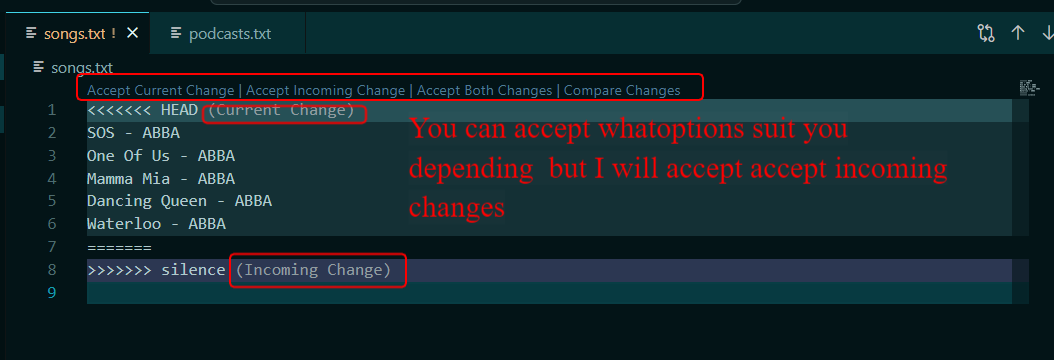 songs.txt ! × podcasts.txt
songs.txt
Accept Current Change | Accept Incoming Change | Accept Both Changes | Compare Changes
1 <<<<<<< HEAD (Current Change)
2 SOS - ABBA
3 One Of Us - ABBA
4 Mamma Mia - ABBA
5 Dancing Queen - ABBA
6 Waterloo - ABBA
7 =======
8 >>>>>>> silence (Incoming Change)
9
You can accept whatoptions suit you
depending but I will accept accept incoming
changes